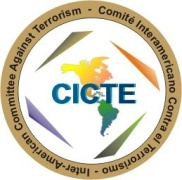 Inter-American Committee Against Terrorism - Comité Interamericano Contra el Terrorismo -
CICTE